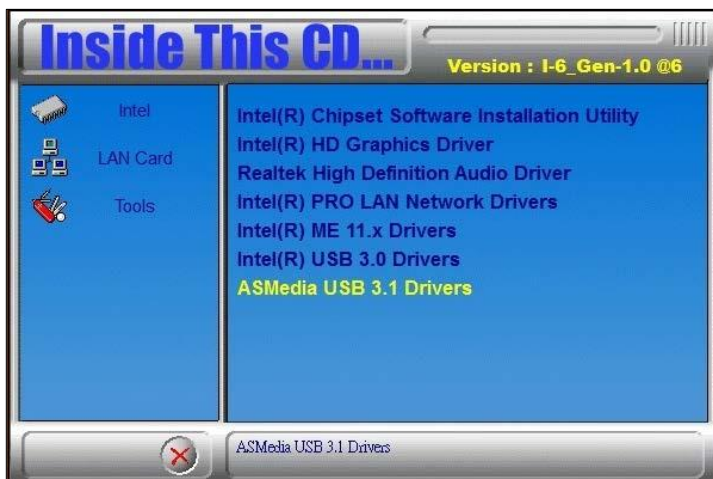 Inside This CD...
Version : I-6_Gen-1.0 @6
Intel
LAN Card
Tools
Intel(R) Chipset Software Installation Utility
Intel(R) HD Graphics Driver
Realtek High Definition Audio Driver
Intel(R) PRO LAN Network Drivers
Intel(R) ME 11.x Drivers
Intel(R) USB 3.0 Drivers
ASMedia USB 3.1 Drivers
ASMedia USB 3.1 Drivers